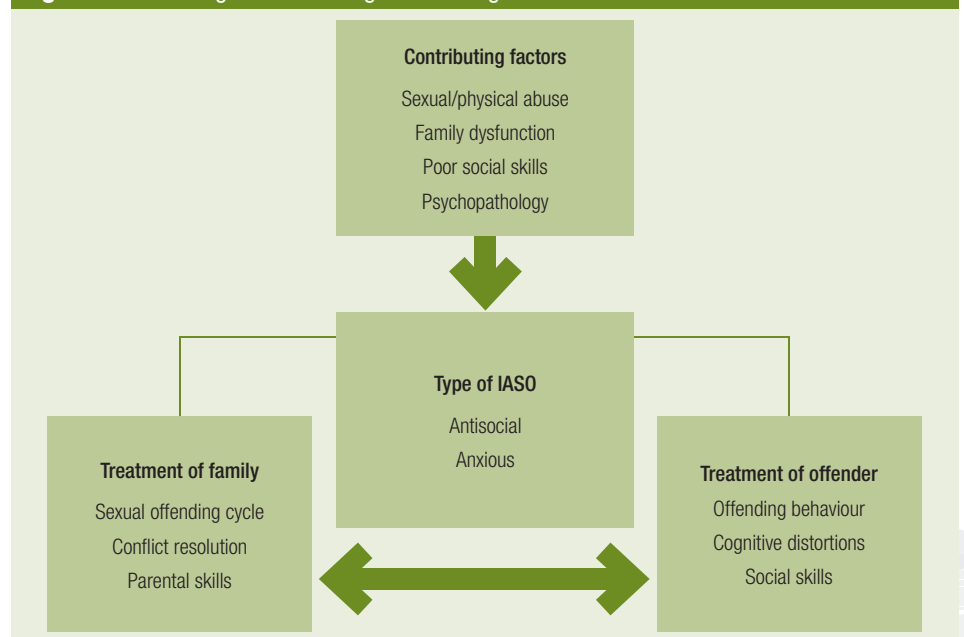 Contributing factors
Sexual/physical abuse
Family dysfunction
Poor social skills
Psychopathology
Type of IASO
Antisocial
Anxious
Treatment of family
Sexual offending cycle
Conflict resolution
Parental skills
Treatment of offender
Offending behaviour
Cognitive distortions
Social skills